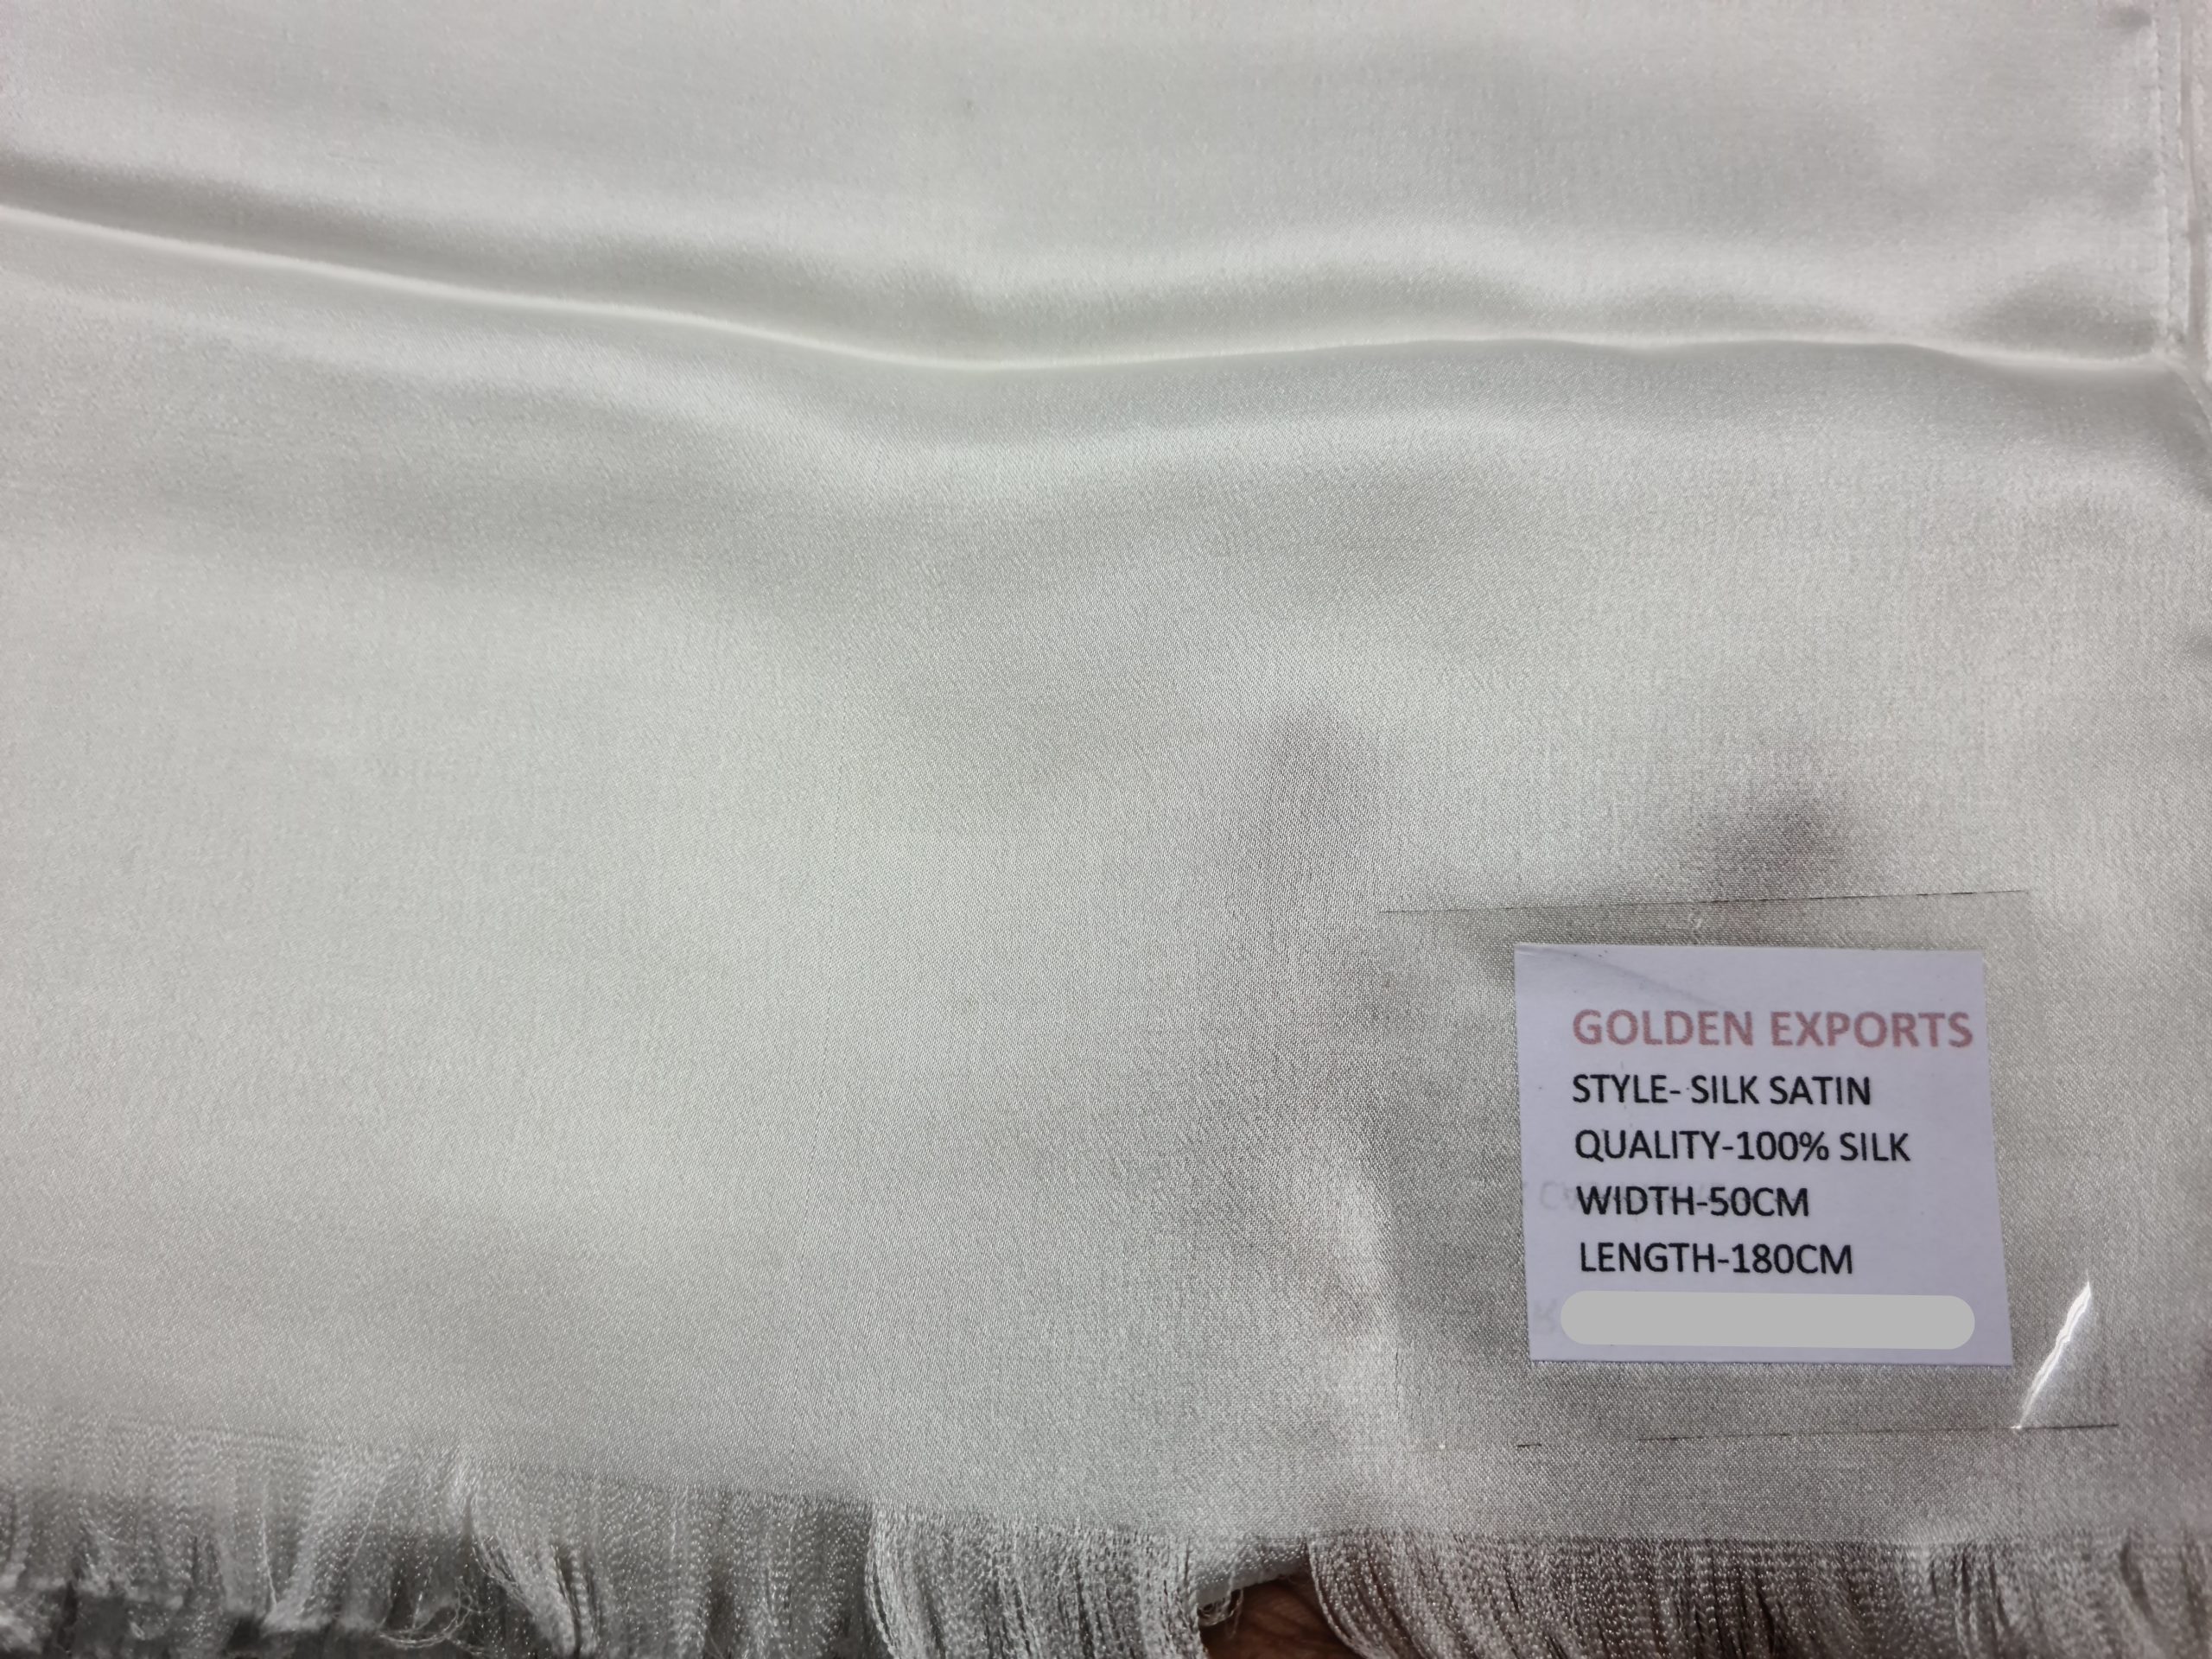 GOLDEN EXPORTS
STYLE- SILK SATIN
QUALITY-100% SILK
WIDTH-50CM
LENGTH-180CM